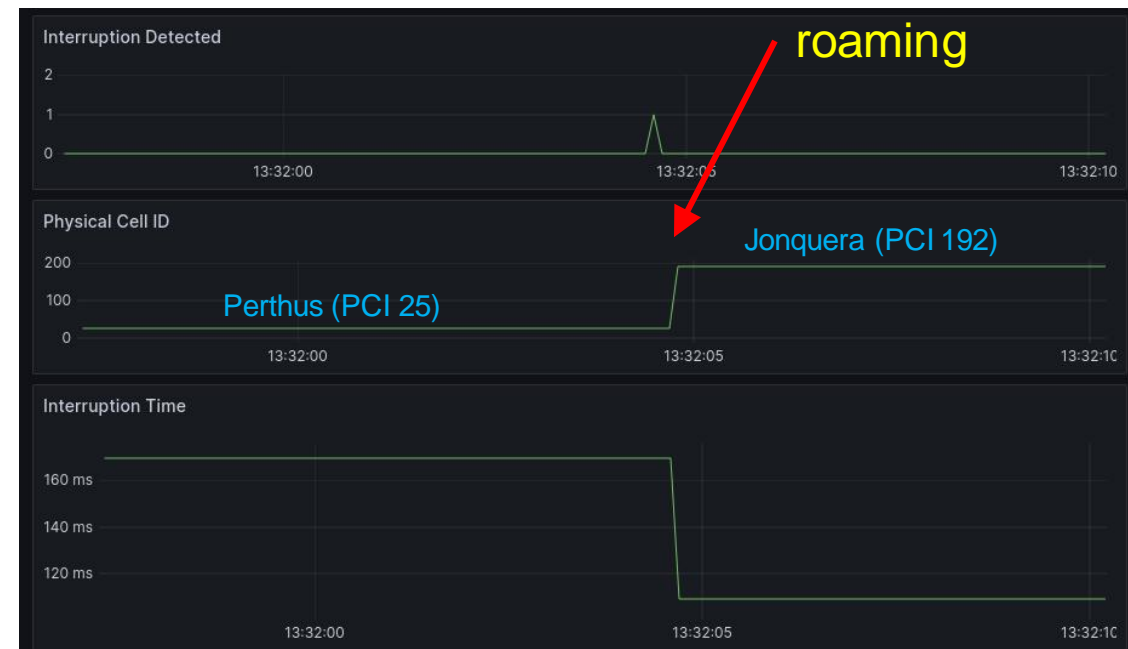 Interruption Detected
roaming
2
1
0
13:32:00
13:32:05
13:32:10
Physical Cell ID
Jonquera (PCI 192)
200
100
Perthus (PCI 25)
0
13:32:00
13:32:05
13:32:10
Interruption Time
160 ms
140 ms
120 ms
13:32:00
13:32:05
13:32:10